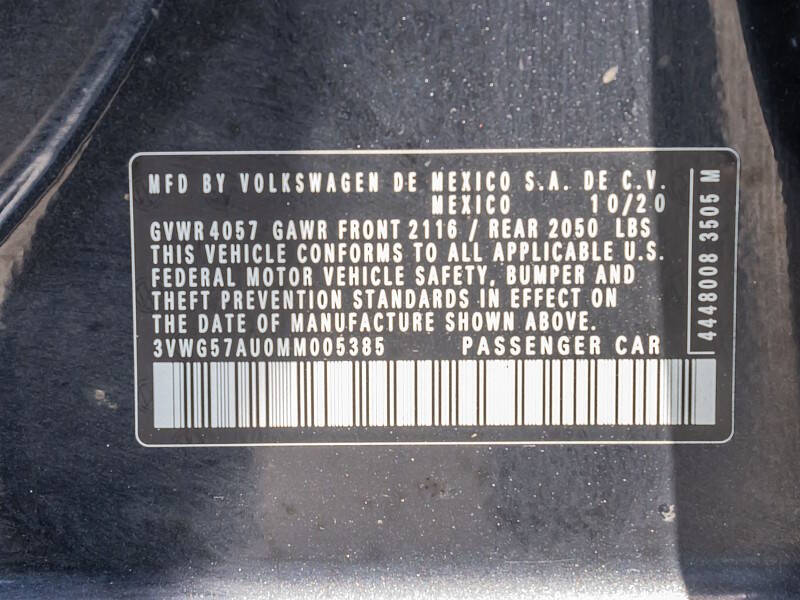 MFD BY VOLKSWAGEN DE MEXICO S.A. DE C.V.
MEXICO 10/20
GVWR 4057 GAWR FRONT 2116 / REAR 2050 LBS
THIS VEHICLE CONFORMS TO ALL APPLICABLE U.S.
FEDERAL MOTOR VEHICLE SAFETY, BUMPER AND
THEFT PREVENTION STANDARDS IN EFFECT ON
THE DATE OF MANUFACTURE SHOWN ABOVE.
3VWG57AU0MM005385 PASSENGER CAR
4448008 3505 M